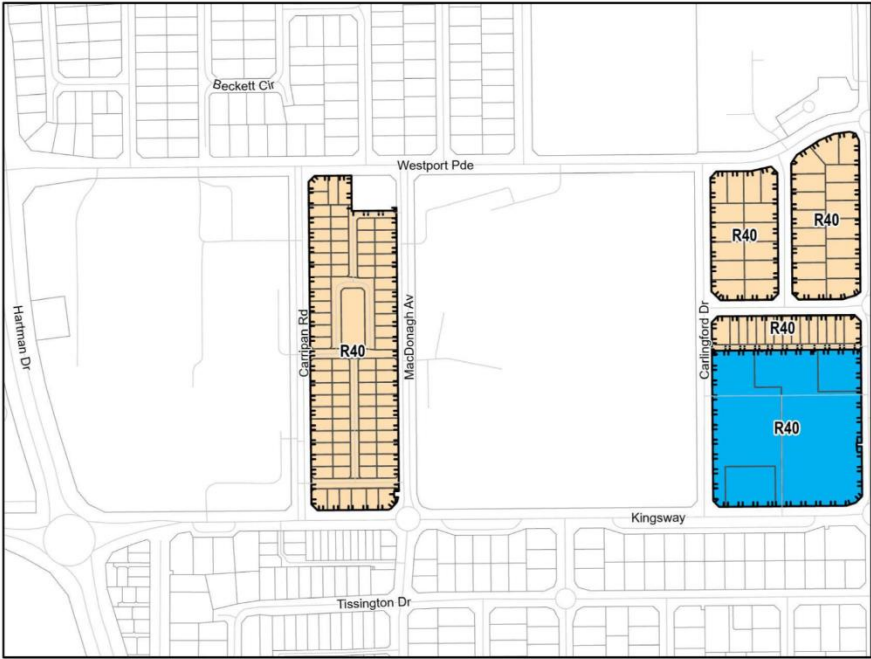 Beckett Cir
Westport Pde
R40
R40
Hartman Dr
Carripan Rd
MacDonagh Av
Carlingford Dr
R40
R40
R40
Kingsway
Tissington Dr